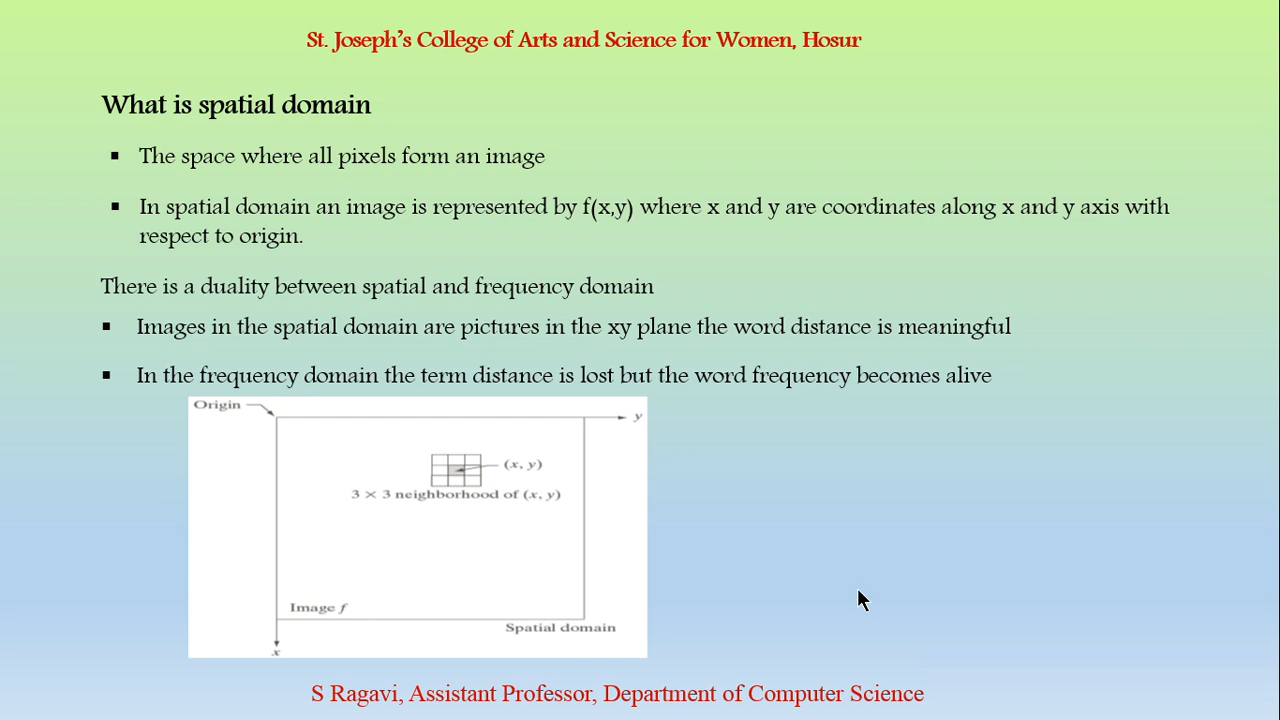 St. Joseph's College of Arts and Science for Women, Hosur
What is spatial domain
▪ The space where all pixels form an image
▪ In spatial domain an image is represented by f(x,y) where x and y are coordinates along x and y axis with
respect to origin.
There is a duality between spatial and frequency domain
▪ Images in the spatial domain are pictures in the xy plane the word distance is meaningful
▪ In the frequency domain the term distance is lost but the word frequency becomes alive
Origin
y
(x, y)
3 × 3 neighborhood of (x, y)
Image f
Spatial domain
x
S Ragavi, Assistant Professor, Department of Computer Science